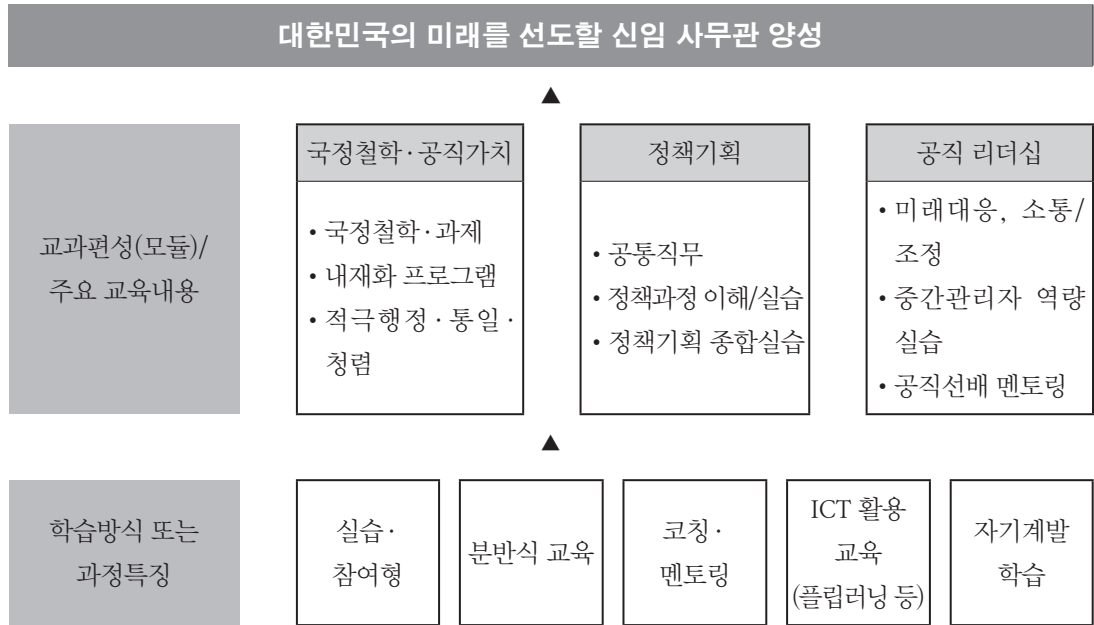 대한민국의 미래를 선도할 신임 사무관 양성
▲
교과편성(모듈)/
주요 교육내용
국정철학·공직가치
• 국정철학·과제
• 내재화 프로그램
• 적극행정·통일·
청렴
정책기획
• 공통직무
• 정책과정 이해/실습
• 정책기획 종합실습
공직 리더십
• 미래대응, 소통/
조정
• 중간관리자 역량
실습
• 공직선배 멘토링
▲
학습방식 또는
과정특징
실습·
참여형
분반식 교육
코칭·
멘토링
ICT 활용
교육
(플립러닝 등)
자기계발
학습